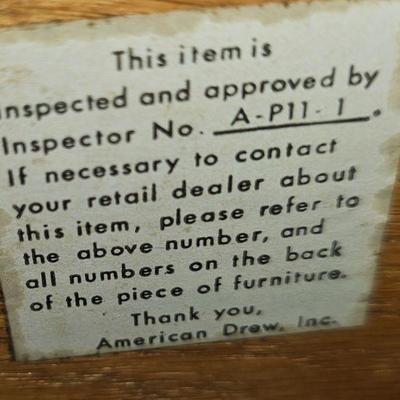 This item is
inspected and approved by
Inspector No. A-P11-1.
If necessary to contact
your retail dealer about
this item, please refer to
the above number, and
all numbers on the back
of the piece of furniture.
Thank you,
American Drew, Inc.